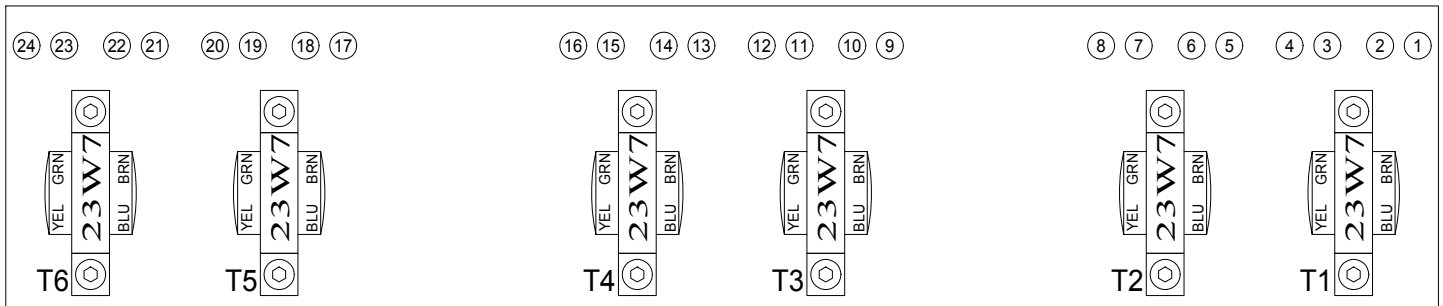 24 23 22 21 20 19 18 17 16 15 14 13 12 11 10 9 8 7 6 5 4 3 2 1
GRN 23W7 BRN GRN 23W7 BRN GRN 23W7 BRN GRN 23W7 BRN GRN 23W7 BRN GRN 23W7 BRN
YEL BLU YEL BLU YEL BLU YEL BLU YEL BLU YEL BLU
T6 T5 T4 T3 T2 T1